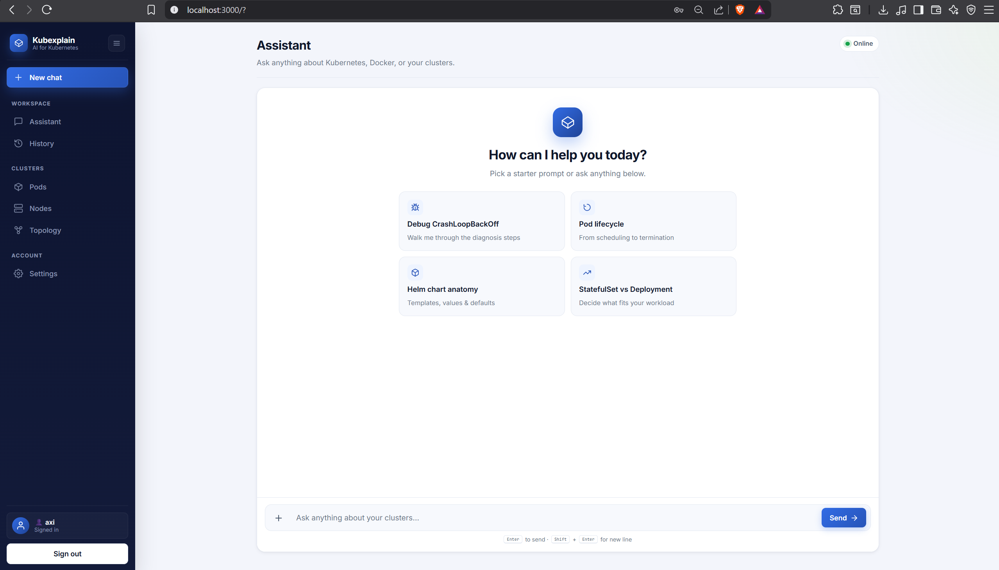 localhost:3000/?
Kubexplain
AI for Kubernetes
New chat
WORKSPACE
Assistant
History
CLUSTERS
Pods
Nodes
Topology
ACCOUNT
Settings
axi
Signed in
Sign out
Assistant
Online
Ask anything about Kubernetes, Docker, or your clusters.
How can I help you today?
Pick a starter prompt or ask anything below.
Debug CrashLoopBackOff
Walk me through the diagnosis steps
Pod lifecycle
From scheduling to termination
Helm chart anatomy
Templates, values & defaults
StatefulSet vs Deployment
Decide what fits your workload
Ask anything about your clusters...
Send
Enter to send · Shift + Enter for new line